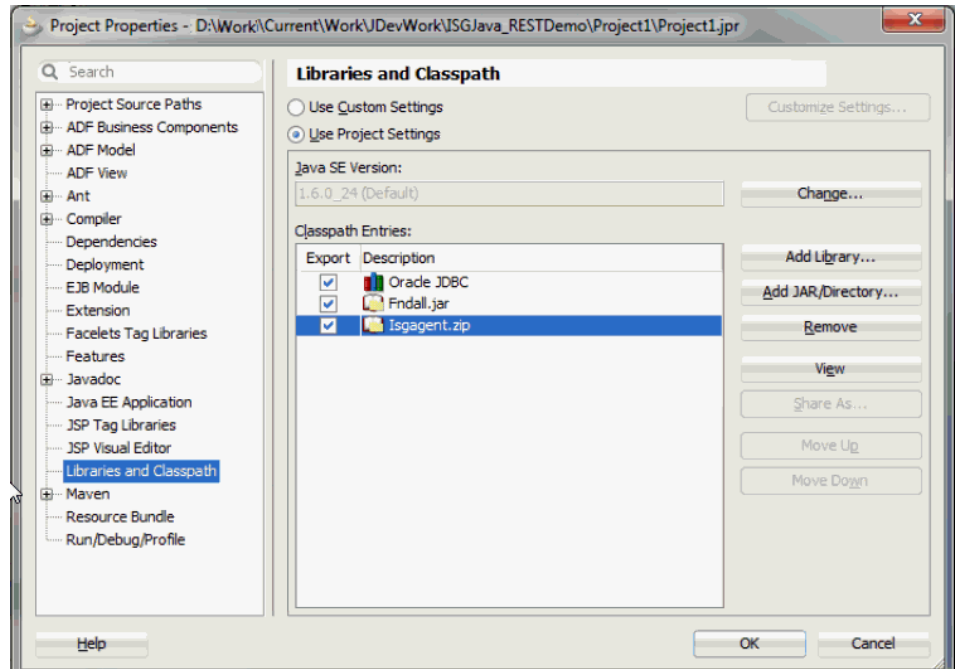 Project Properties - D:\Work\Current\Work\JDevWork\ISGJava_RESTDemo\Project1\Project1.jpr
Search
Project Source Paths
ADF Business Components
ADF Model
ADF View
Ant
Compiler
Dependencies
Deployment
EJB Module
Extension
Facelets Tag Libraries
Features
Javadoc
Java EE Application
JSP Tag Libraries
JSP Visual Editor
Libraries and Classpath
Maven
Resource Bundle
Run/Debug/Profile
Libraries and Classpath
Use Custom Settings
Customize Settings...
Use Project Settings
Java SE Version:
1.6.0_24 (Default)
Change...
Classpath Entries:
Export Description
Oracle JDBC
Fndall.jar
Isgagent.zip
Add Library...
Add JAR/Directory...
Remove
View
Share As...
Move Up
Move Down
Help
OK
Cancel